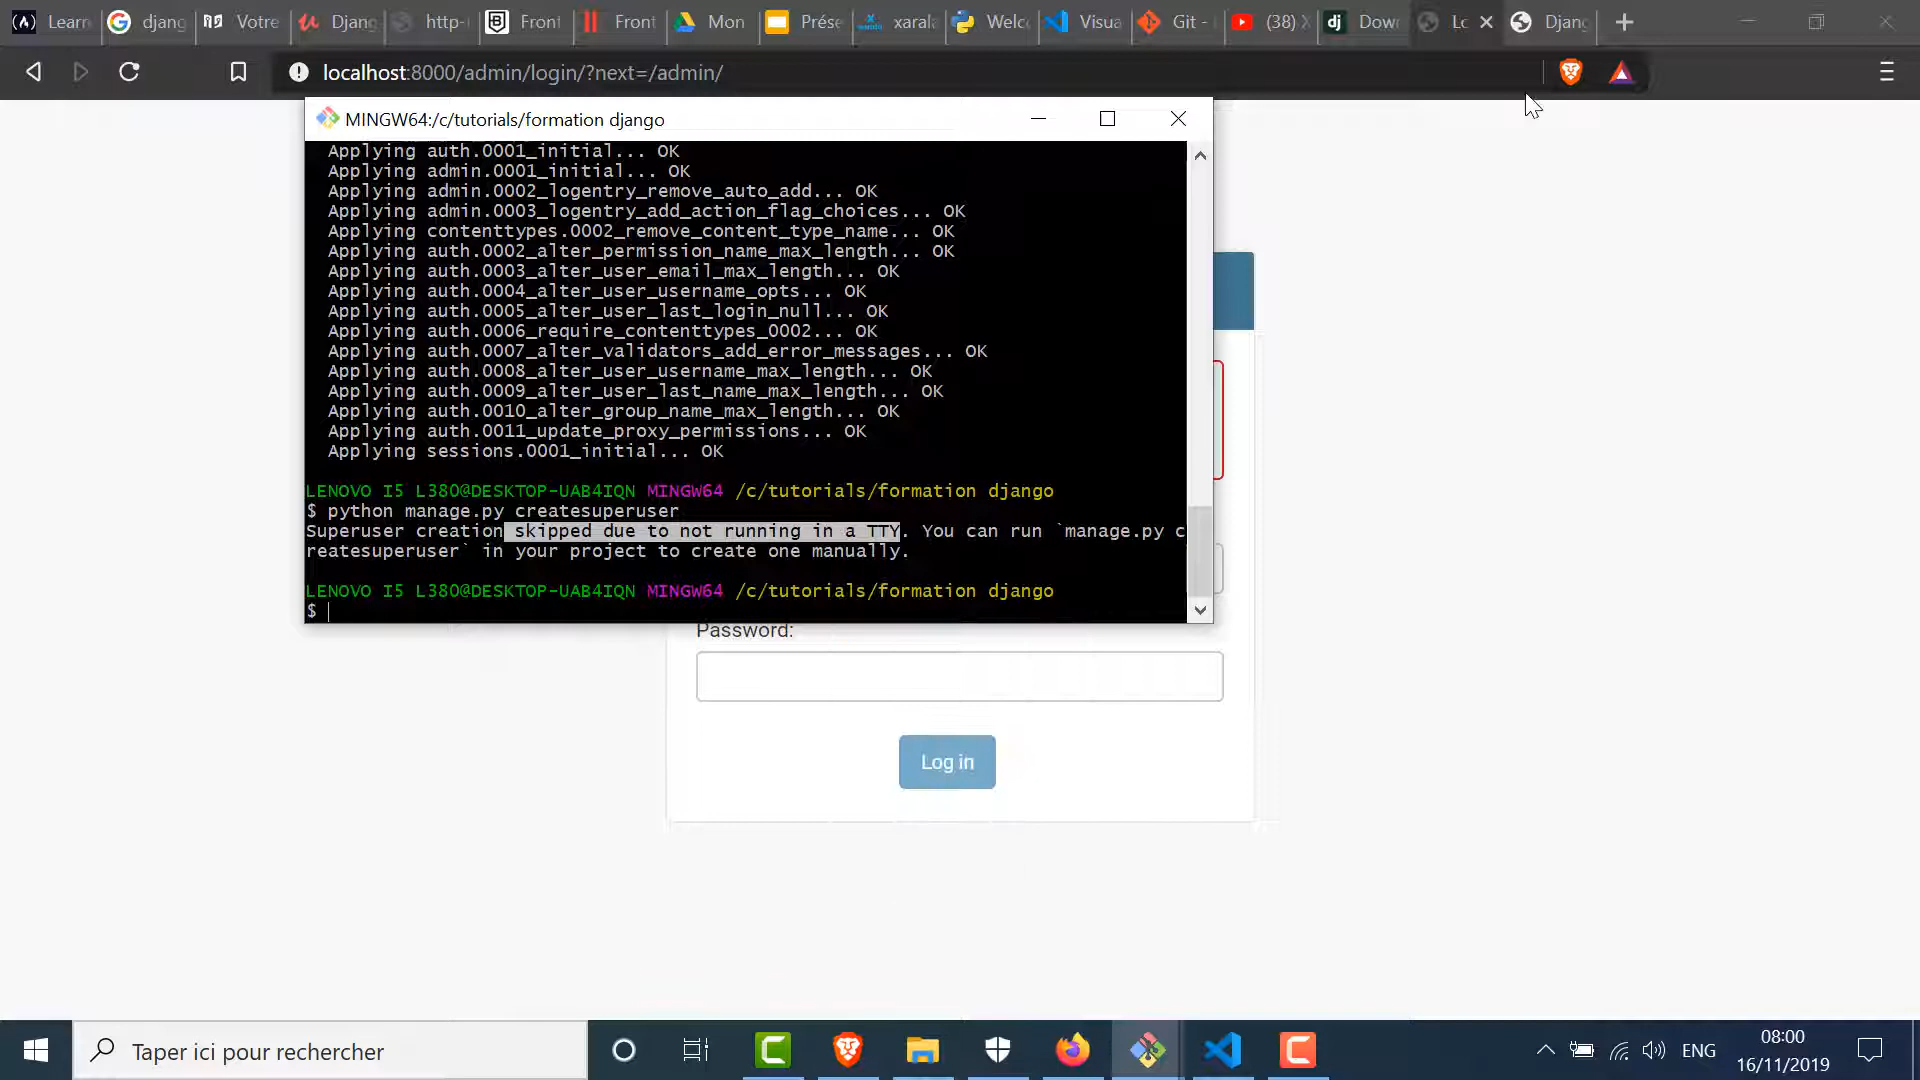 Learn
djang
Votre
Djang
http-
Front
Front
Mon
Prése
xarala
Welco
Visua
Git -
(38) X
Down
Lo
Djang
localhost:8000/admin/login/?next=/admin/
MINGW64:/c/tutorials/formation django
Applying auth.0001_initial... OK
Applying admin.0001_initial... OK
Applying admin.0002_logentry_remove_auto_add... OK
Applying admin.0003_logentry_add_action_flag_choices... OK
Applying contenttypes.0002_remove_content_type_name... OK
Applying auth.0002_alter_permission_name_max_length... OK
Applying auth.0003_alter_user_email_max_length... OK
Applying auth.0004_alter_user_username_opts... OK
Applying auth.0005_alter_user_last_login_null... OK
Applying auth.0006_require_contenttypes_0002... OK
Applying auth.0007_alter_validators_add_error_messages... OK
Applying auth.0008_alter_user_username_max_length... OK
Applying auth.0009_alter_user_last_name_max_length... OK
Applying auth.0010_alter_group_name_max_length... OK
Applying auth.0011_update_proxy_permissions... OK
Applying sessions.0001_initial... OK
LENOVO I5 L380@DESKTOP-UAB4IQN MINGW64 /c/tutorials/formation django
$ python manage.py createsuperuser
Superuser creation skipped due to not running in a TTY. You can run `manage.py c
reatesuperuser` in your project to create one manually.
LENOVO I5 L380@DESKTOP-UAB4IQN MINGW64 /c/tutorials/formation django
$
Password:
Log in
Taper ici pour rechercher
ENG
08:00
16/11/2019